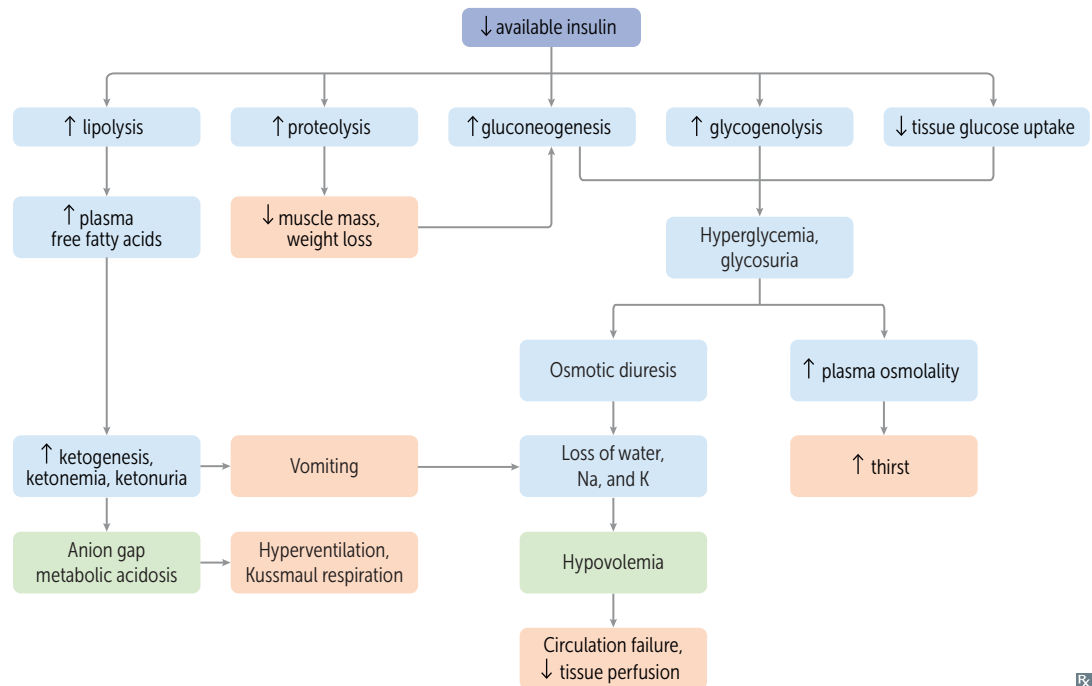 ↓ available insulin
↑ lipolysis
↑ proteolysis
↑ gluconeogenesis
↑ glycogenolysis
↓ tissue glucose uptake
↑ plasma
free fatty acids
↓ muscle mass,
weight loss
Hyperglycemia,
glycosuria
Osmotic diuresis
↑ plasma osmolality
↑ ketogenesis,
ketonemia, ketonuria
Vomiting
Loss of water,
Na, and K
↑ thirst
Anion gap
metabolic acidosis
Hyperventilation,
Kussmaul respiration
Hypovolemia
Circulation failure,
↓ tissue perfusion
℞